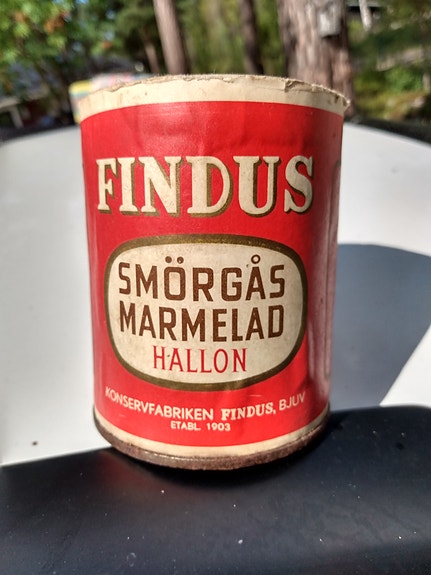 FINDUS
SMÖRGÅS
MARMELAD
HALLON
KONSERVFABRIKEN FINDUS, BJUV
ETABL. 1903